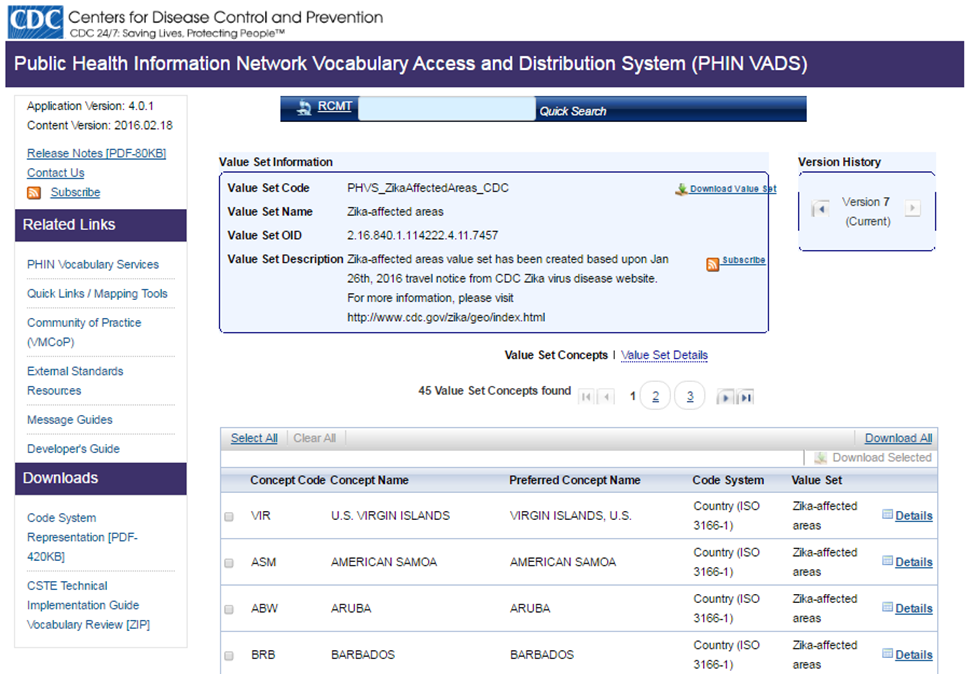 CDC Centers for Disease Control and Prevention
CDC 24/7: Saving Lives, Protecting People™
Public Health Information Network Vocabulary Access and Distribution System (PHIN VADS)
Application Version: 4.0.1
Content Version: 2016.02.18
Release Notes [PDF-80KB]
Contact Us
Subscribe
Related Links
PHIN Vocabulary Services
Quick Links / Mapping Tools
Community of Practice
(VMCoP)
External Standards
Resources
Message Guides
Developer's Guide
Downloads
Code System
Representation [PDF-
420KB]
CSTE Technical
Implementation Guide
Vocabulary Review [ZIP]
RCMT Quick Search
Value Set Information
Value Set Code PHVS_ZikaAffectedAreas_CDC Download Value Set
Value Set Name Zika-affected areas
Value Set OID 2.16.840.1.114222.4.11.7457
Value Set Description Zika-affected areas value set has been created based upon Jan Subscribe
26th, 2016 travel notice from CDC Zika virus disease website.
For more information, please visit
http://www.cdc.gov/zika/geo/index.html
Version History
Version 7
(Current)
Value Set Concepts | Value Set Details
45 Value Set Concepts found 1 2 3
Select All Clear All Download All
Download Selected
Concept Code Concept Name Preferred Concept Name Code System Value Set
VIR U.S. VIRGIN ISLANDS VIRGIN ISLANDS, U.S. Country (ISO Zika-affected Details
3166-1) areas
ASM AMERICAN SAMOA AMERICAN SAMOA Country (ISO Zika-affected Details
3166-1) areas
ABW ARUBA ARUBA Country (ISO Zika-affected Details
3166-1) areas
BRB BARBADOS BARBADOS Country (ISO Zika-affected Details
3166-1) areas